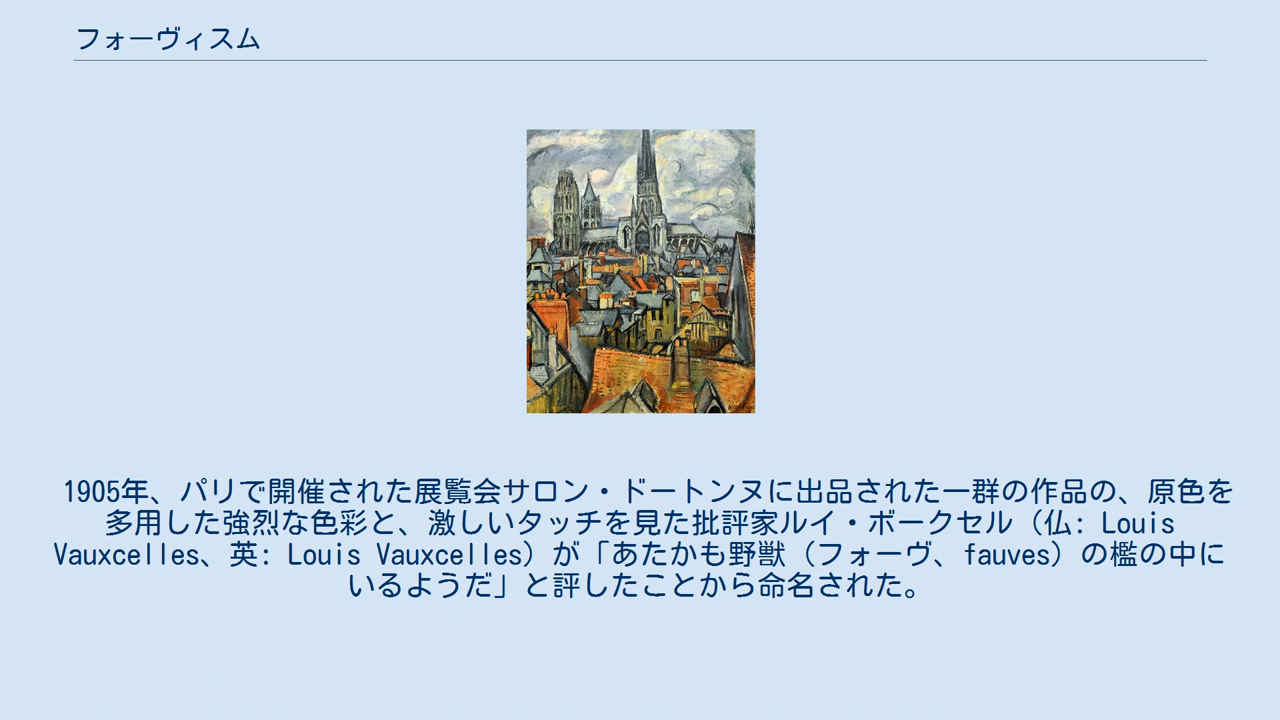 フォーヴィスム
1905年、パリで開催された展覧会サロン・ドートンヌに出品された一群の作品の、原色を
多用した強烈な色彩と、激しいタッチを見た批評家ルイ・ボークセル（仏: Louis
Vauxcelles、英: Louis Vauxcelles）が「あたかも野獣（フォーヴ、fauves）の檻の中に
いるようだ」と評したことから命名された。